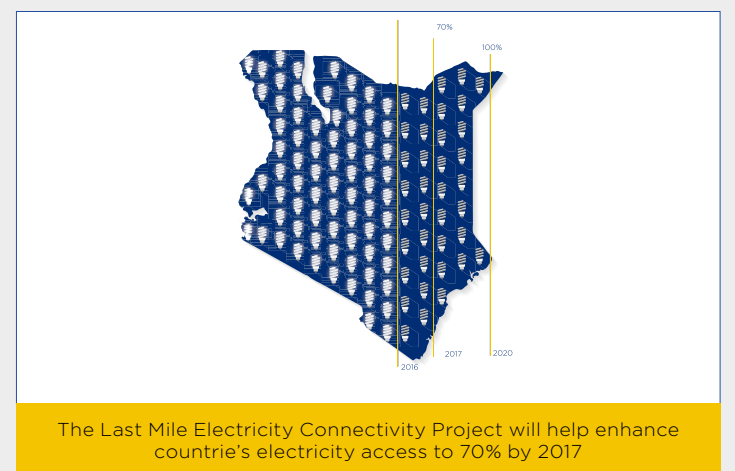 70%
100%
2017
2020
2016
The Last Mile Electricity Connectivity Project will help enhance
countrie's electricity access to 70% by 2017